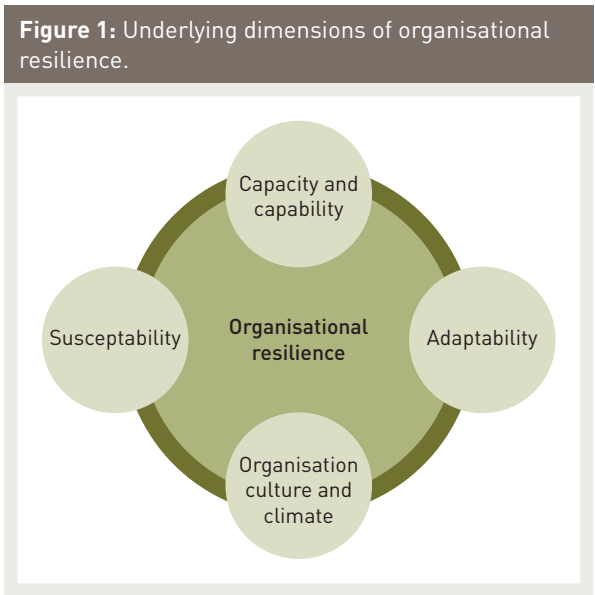 Figure 1: Underlying dimensions of organisational
resilience.
Capacity and
capability
Susceptability
Organisational
resilience
Adaptability
Organisation
culture and
climate